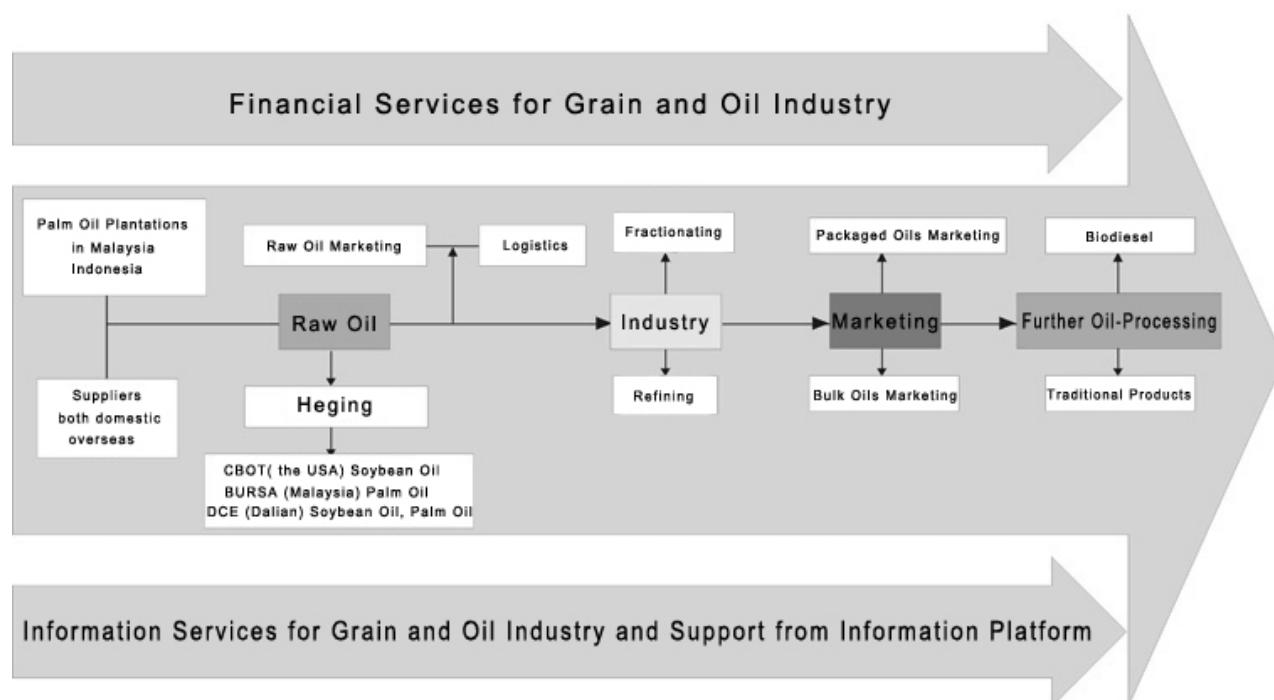 Financial Services for Grain and Oil Industry
Palm Oil Plantations
in Malaysia
Indonesia
Raw Oil Marketing
Logistics
Fractionating
Packaged Oils Marketing
Biodiesel
Raw Oil
Industry
Marketing
Further Oil-Processing
Suppliers
both domestic
overseas
Heging
Refining
Bulk Oils Marketing
Traditional Products
CBOT( the USA) Soybean Oil
BURSA (Malaysia) Palm Oil
DCE (Dalian) Soybean Oil, Palm Oil
Information Services for Grain and Oil Industry and Support from Information Platform